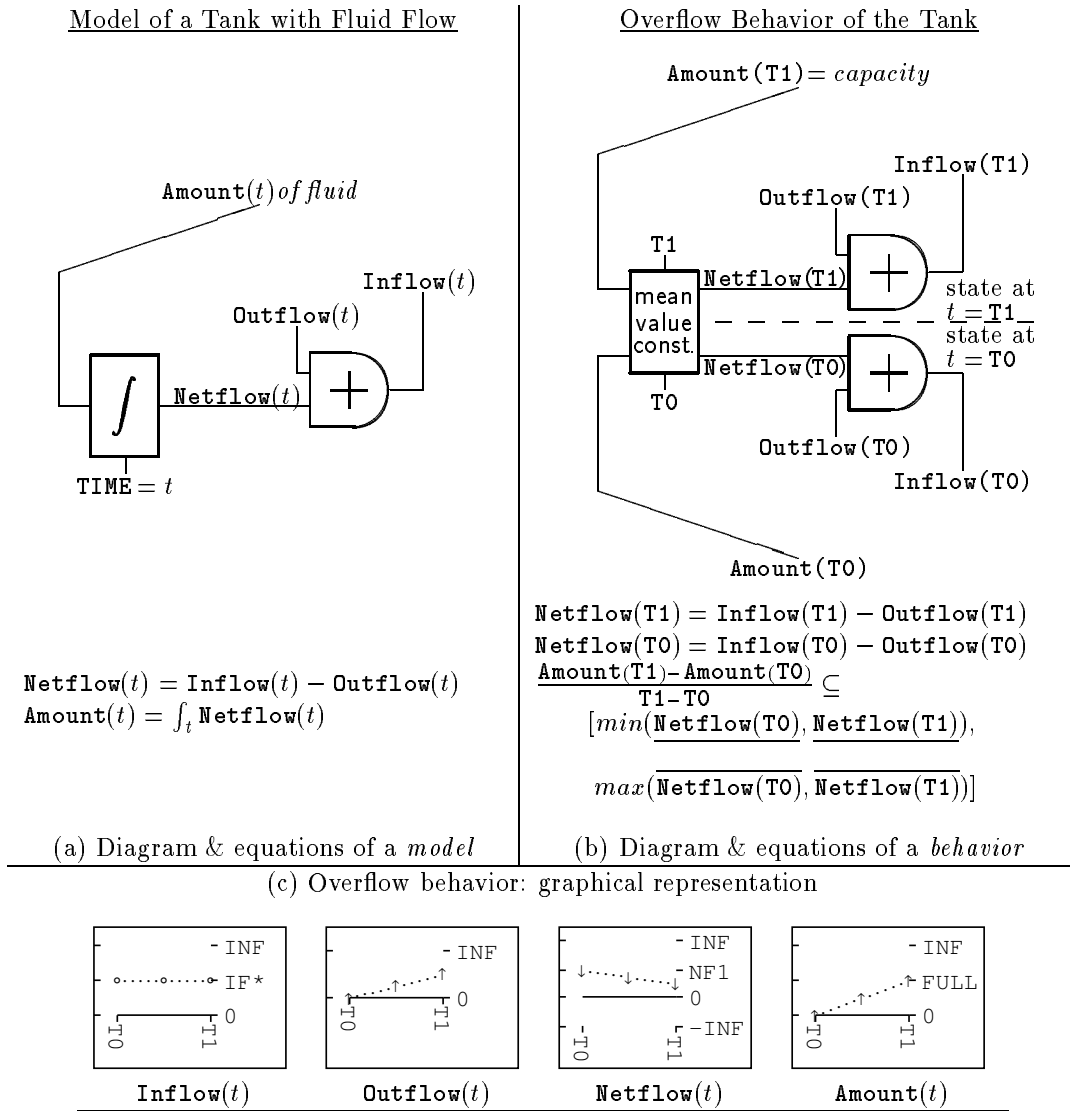 Model of a Tank with Fluid Flow
Amount(t) of fluid
Inflow(t)
Outflow(t)
+
∫
Netflow(t)
TIME = t
Netflow(t) = Inflow(t) − Outflow(t)
Amount(t) = ∫t Netflow(t)
(a) Diagram & equations of a model
Overflow Behavior of the Tank
Amount(T1) = capacity
Inflow(T1)
Outflow(T1)
T1
+
Netflow(T1)
mean
value
const.
state at
t = T1
state at
t = T0
Netflow(T0)
+
T0
Outflow(T0)
Inflow(T0)
Amount(T0)
Netflow(T1) = Inflow(T1) − Outflow(T1)
Netflow(T0) = Inflow(T0) − Outflow(T0)
Amount(T1)−Amount(T0)
T1−T0
⊆
[min(Netflow(T0), Netflow(T1)),
max(Netflow(T0), Netflow(T1))]
(b) Diagram & equations of a behavior
(c) Overflow behavior: graphical representation
INF
IF*
0
T0
T1
Inflow(t)
INF
0
T0
T1
Outflow(t)
INF
NF1
0
-INF
T0
T1
Netflow(t)
INF
FULL
0
T0
T1
Amount(t)